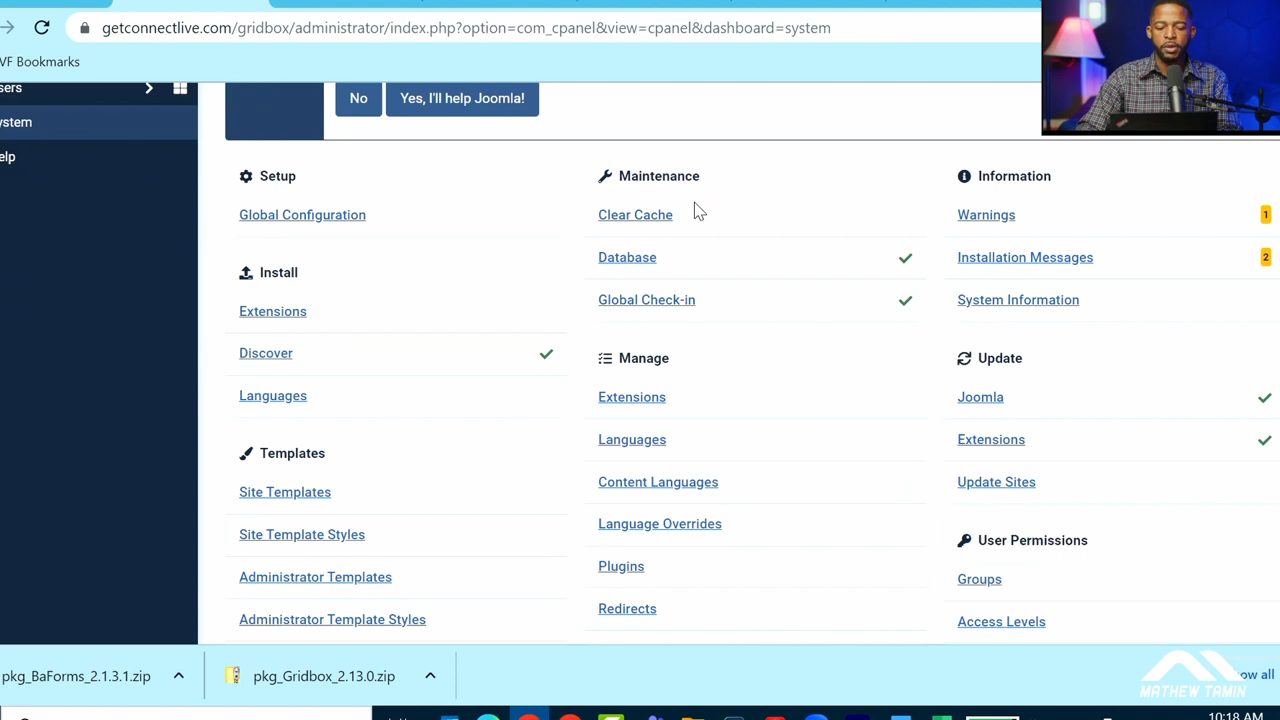 getconnectlive.com/gridbox/administrator/index.php?option=com_cpanel&view=cpanel&dashboard=system
VF Bookmarks
sers
ystem
elp
No
Yes, I'll help Joomla!
Setup
Global Configuration
Install
Extensions
Discover
Languages
Templates
Site Templates
Site Template Styles
Administrator Templates
Administrator Template Styles
Maintenance
Clear Cache
Database
Global Check-in
Manage
Extensions
Languages
Content Languages
Language Overrides
Plugins
Redirects
Information
Warnings 1
Installation Messages 2
System Information
Update
Joomla
Extensions
Update Sites
User Permissions
Groups
Access Levels
pkg_BaForms_2.1.3.1.zip
pkg_Gridbox_2.13.0.zip
ow all
MATHEW TAMIN
10:18 AM